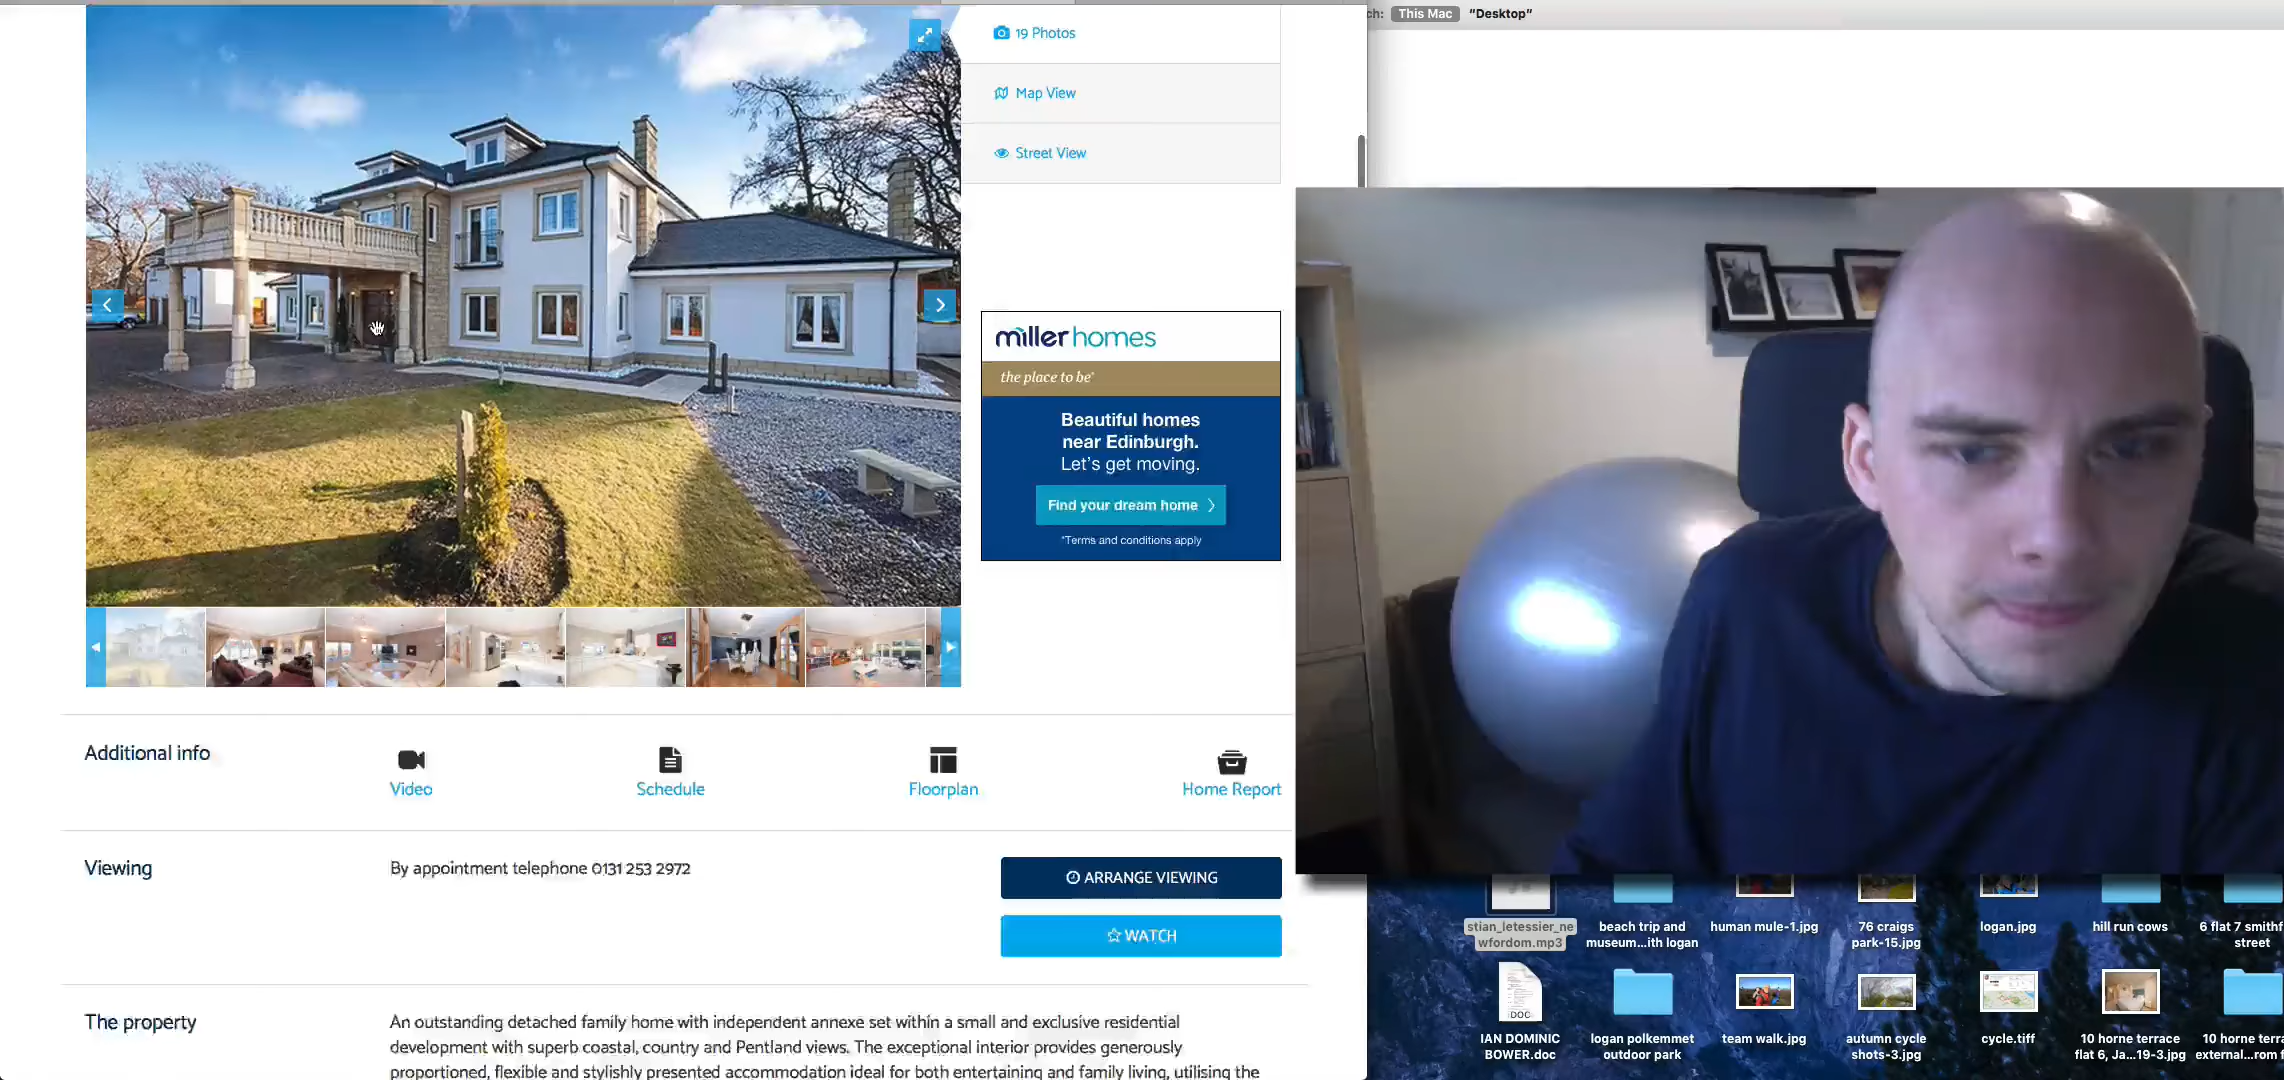 ch: This Mac "Desktop"
19 Photos
Map View
Street View
miller homes
the place to be*
Beautiful homes
near Edinburgh.
Let's get moving.
Find your dream home
*Terms and conditions apply
Additional info
Video
Schedule
Floorplan
Home Report
Viewing
By appointment telephone 0131 253 2972
ARRANGE VIEWING
WATCH
The property
An outstanding detached family home with independent annexe set within a small and exclusive residential
development with superb coastal, country and Pentland views. The exceptional interior provides generously
proportioned, flexible and stylishly presented accommodation ideal for both entertaining and family living, utilising the
stian_letessier_ne
wfordom.mp3
beach trip and
museum...ith logan
human mule-1.jpg
76 craigs
park-15.jpg
logan.jpg
hill run cows
6 flat 7 smithf
street
DOC
IAN DOMINIC
BOWER.doc
logan polkemmet
outdoor park
team walk.jpg
autumn cycle
shots-3.jpg
cycle.tiff
10 horne terrace
flat 6, Ja...19-3.jpg
10 horne terra
external...rom f